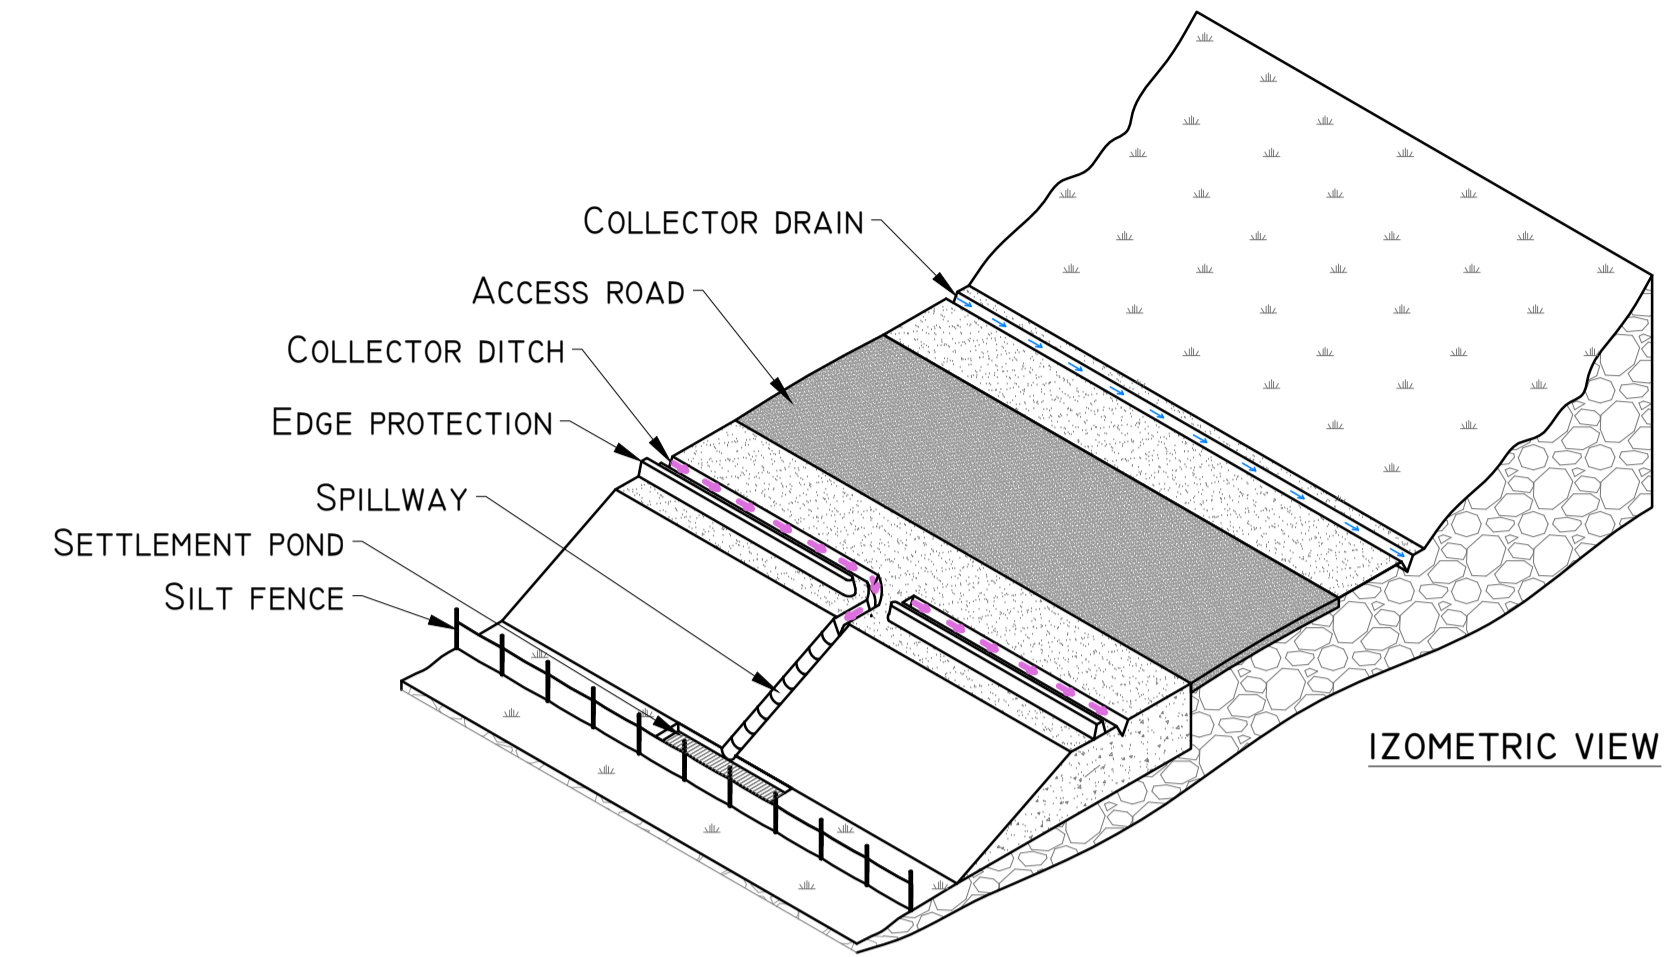 Collector drain
Access road
Collector ditch
Edge protection
Spillway
Settlement pond
Silt fence
IZOMETRIC VIEW